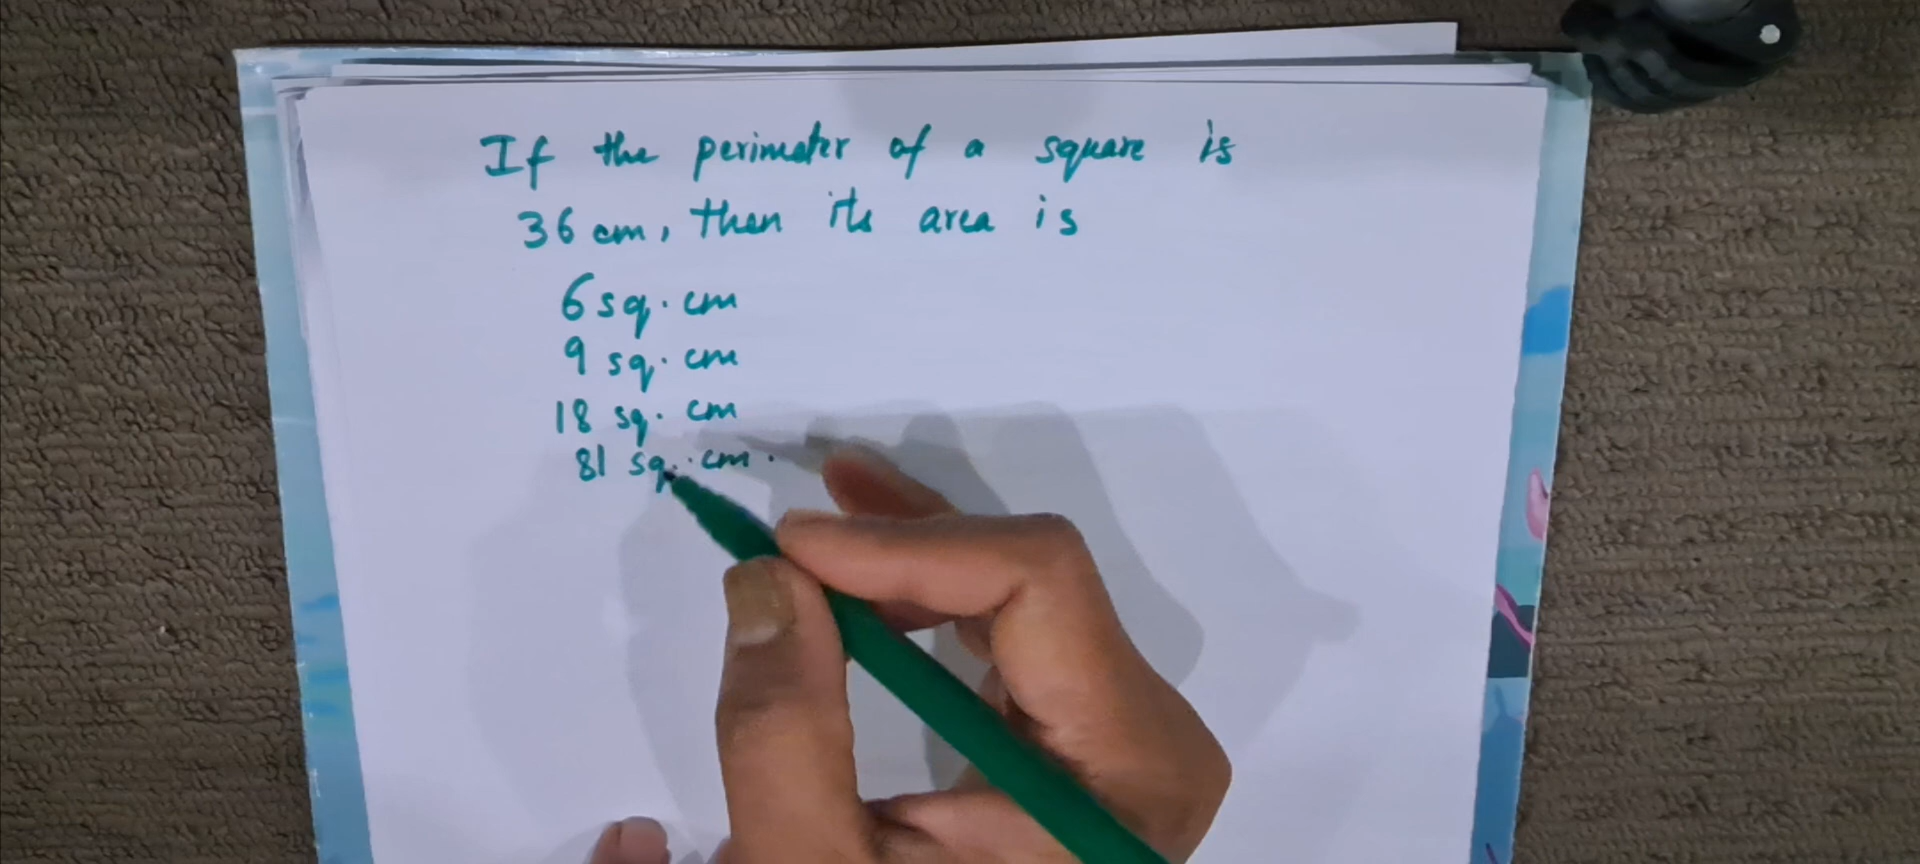 If the perimeter of a square is
36 cm, then its area is
6 sq. cm
9 sq. cm
18 sq. cm
81 sq. cm.